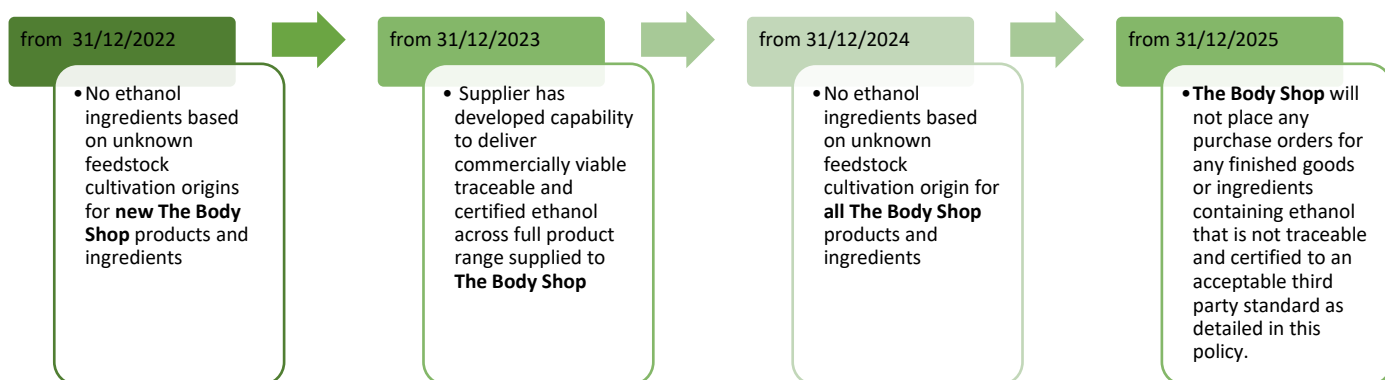 from 31/12/2022
• No ethanol
ingredients based
on unknown
feedstock
cultivation origins
for new The Body
Shop products and
ingredients
from 31/12/2023
• Supplier has
developed capability
to deliver
commercially viable
traceable and
certified ethanol
across full product
range supplied to
The Body Shop
from 31/12/2024
• No ethanol
ingredients based
on unknown
feedstock
cultivation origin for
all The Body Shop
products and
ingredients
from 31/12/2025
• The Body Shop will
not place any
purchase orders for
any finished goods
or ingredients
containing ethanol
that is not traceable
and certified to an
acceptable third
party standard as
detailed in this
policy.